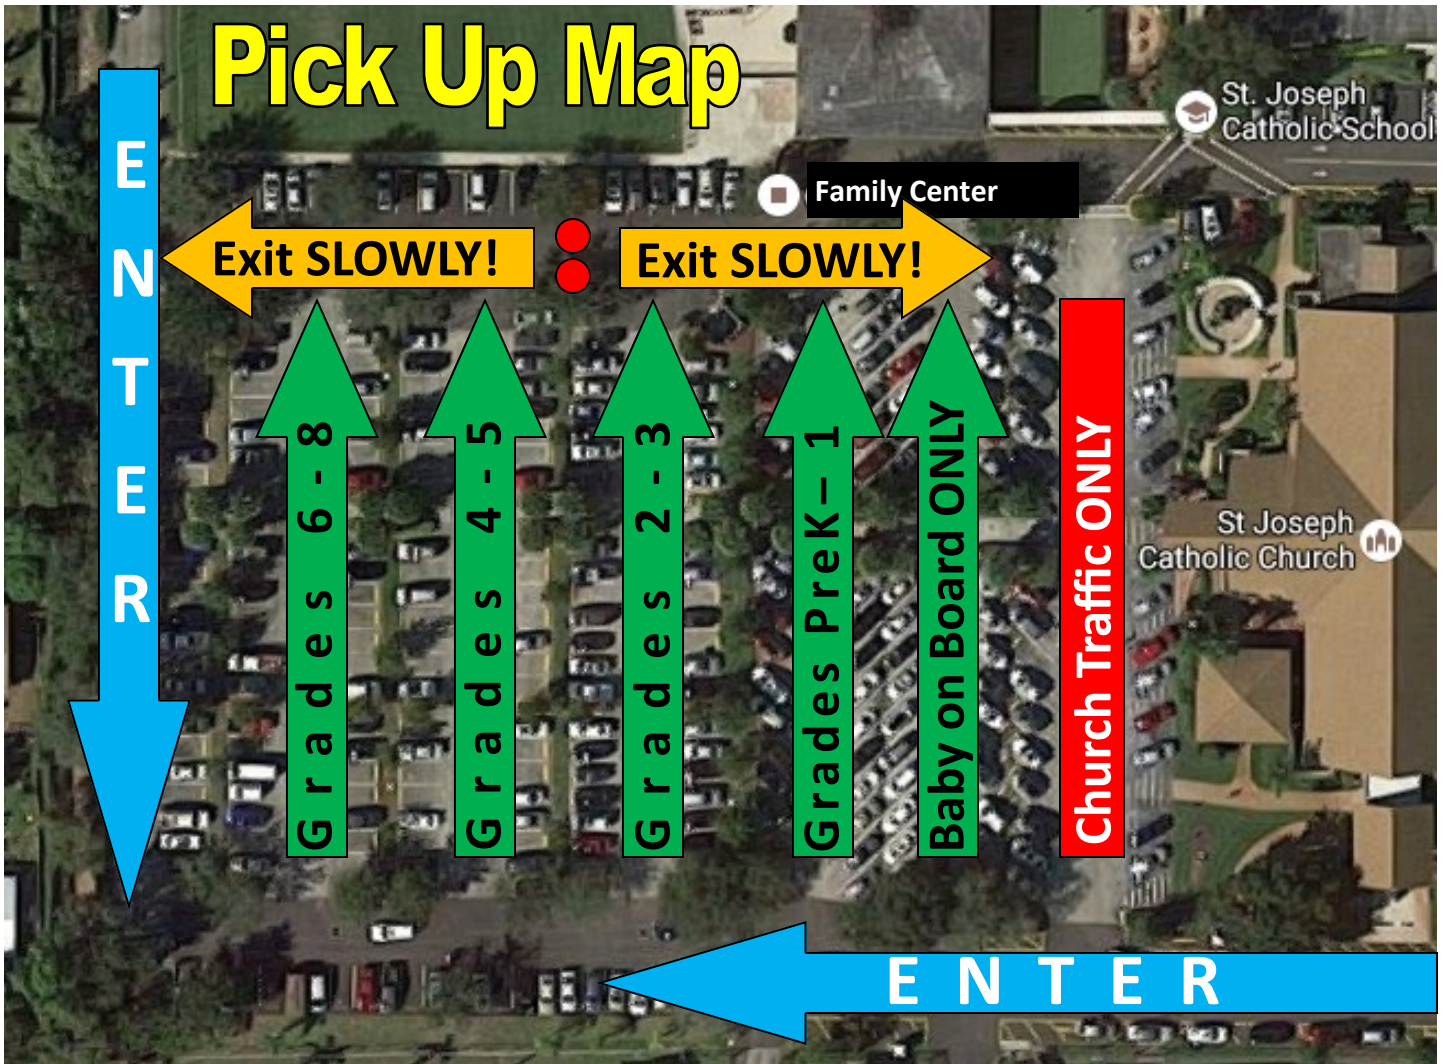 Pick Up Map
St. Joseph
Catholic School
Family Center
ENTER
Exit SLOWLY!
Exit SLOWLY!
Grades 6-8
Grades 4-5
Grades 2-3
Grades PreK– 1
Baby on Board ONLY
Church Traffic ONLY
St Joseph
Catholic Church
ENTER